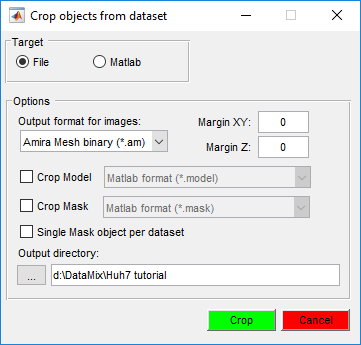 Crop objects from dataset
Target
File
Matlab
Options
Output format for images:
Margin XY:
0
Amira Mesh binary (*.am)
Margin Z:
0
Crop Model
Matlab format (*.model)
Crop Mask
Matlab format (*.mask)
Single Mask object per dataset
Output directory:
...
d:\DataMix\Huh7 tutorial
Crop
Cancel